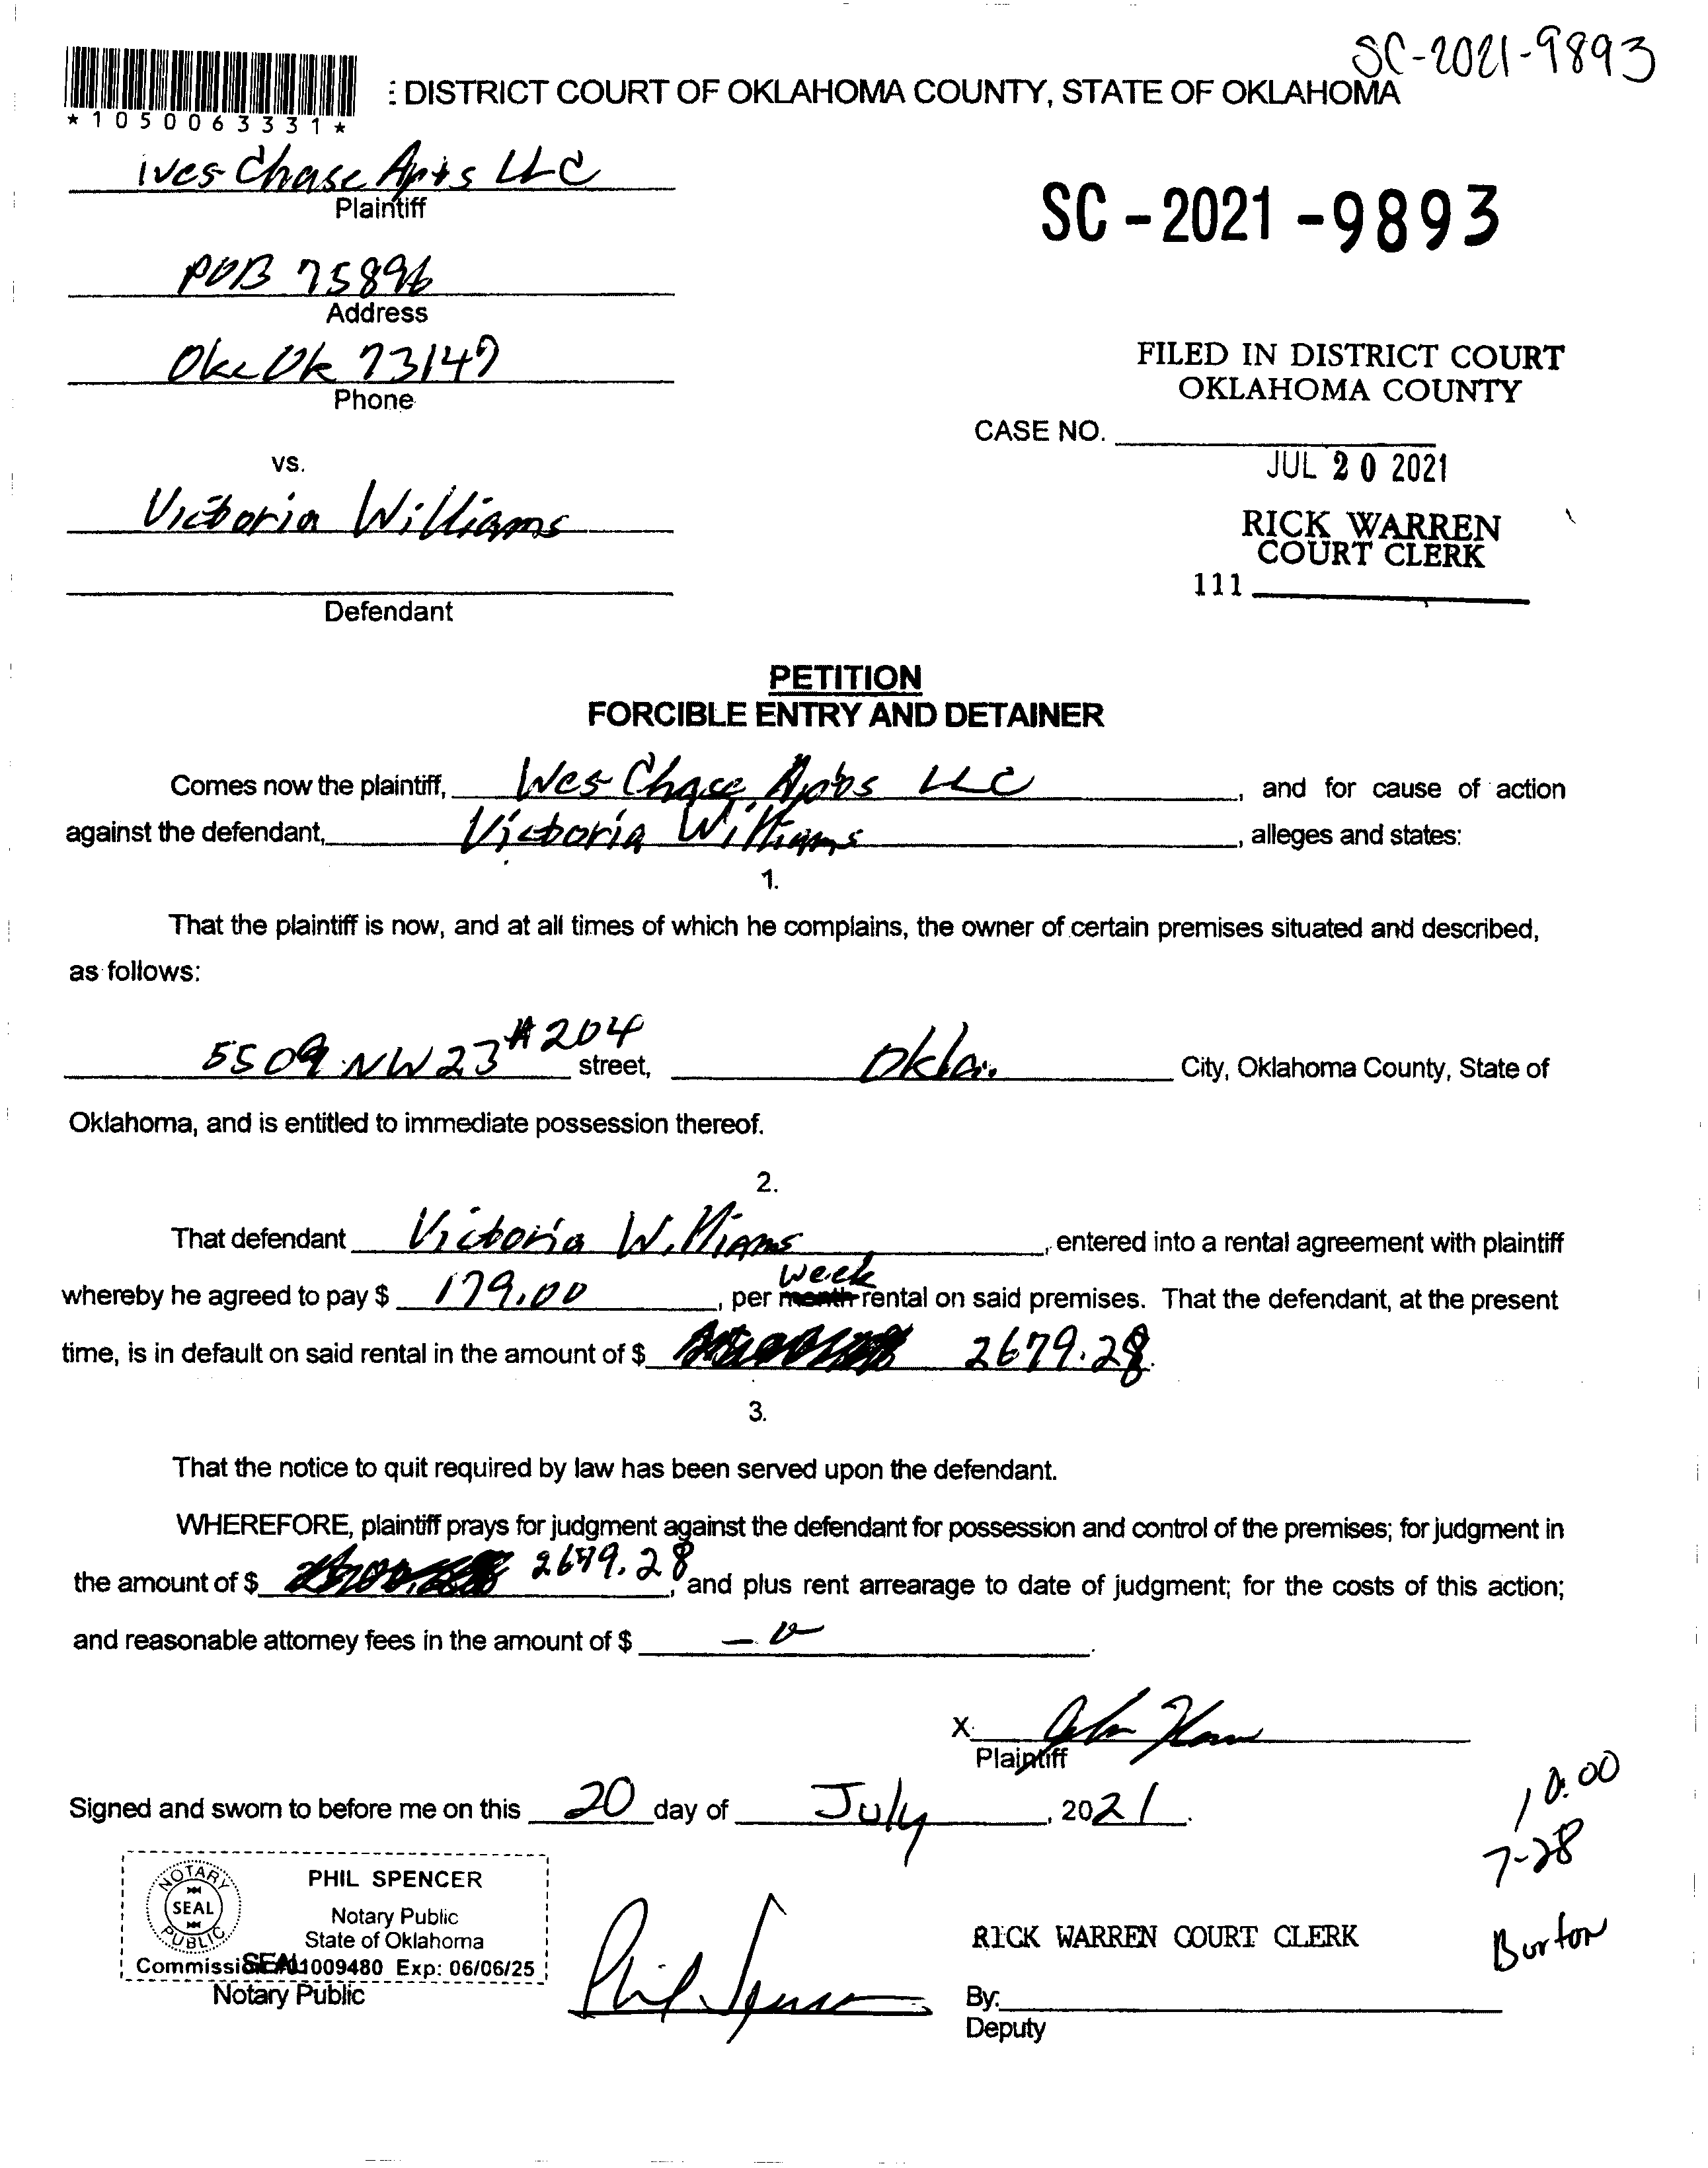 SC-2021-9893
: DISTRICT COURT OF OKLAHOMA COUNTY, STATE OF OKLAHOMA
*1050063331*
Wes Chase Apts LLC
Plaintiff
SC-2021-9893
POB 75896
Address
Okc Ok 73147
Phone
FILED IN DISTRICT COURT
OKLAHOMA COUNTY
CASE NO.
JUL 20 2021
vs.
Victoria Williams
RICK WARREN
COURT CLERK
111
Defendant
PETITION
FORCIBLE ENTRY AND DETAINER
Comes now the plaintiff, Wes Chase Apts LLC, and for cause of action
against the defendant, Victoria Williams, alleges and states:
1.
That the plaintiff is now, and at all times of which he complains, the owner of certain premises situated and described,
as follows:
5509 NW 23 #204 street, Okla. City, Oklahoma County, State of
Oklahoma, and is entitled to immediate possession thereof.
2.
That defendant Victoria Williams, entered into a rental agreement with plaintiff
whereby he agreed to pay $ 179.00, per month week rental on said premises. That the defendant, at the present
time, is in default on said rental in the amount of $ 2679.28.
3.
That the notice to quit required by law has been served upon the defendant.
WHEREFORE, plaintiff prays for judgment against the defendant for possession and control of the premises; for judgment in
the amount of $ 2679.28, and plus rent arrearage to date of judgment; for the costs of this action;
and reasonable attorney fees in the amount of $ -0-.
X
Plaintiff
Signed and sworn to before me on this 20 day of July, 2021.
10.00
7-28
Burton
NOTARY PUBLIC
SEAL
PHIL SPENCER
Notary Public
State of Oklahoma
Commissi SEAL 1009480 Exp: 06/06/25
Notary Public
Phil Spencer
RICK WARREN COURT CLERK
By:
Deputy